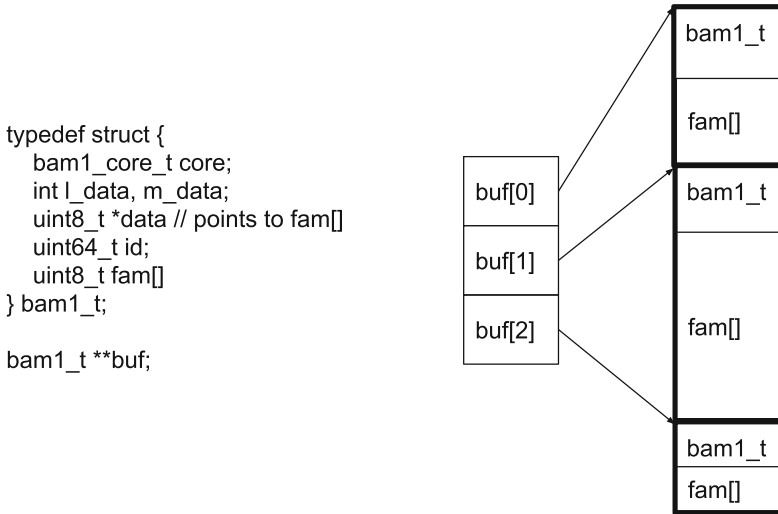 typedef struct {
bam1_core_t core;
int l_data, m_data;
uint8_t *data // points to fam[]
uint64_t id;
uint8_t fam[]
} bam1_t;
bam1_t **buf;
buf[0]
buf[1]
buf[2]
bam1_t
fam[]
bam1_t
fam[]
bam1_t
fam[]